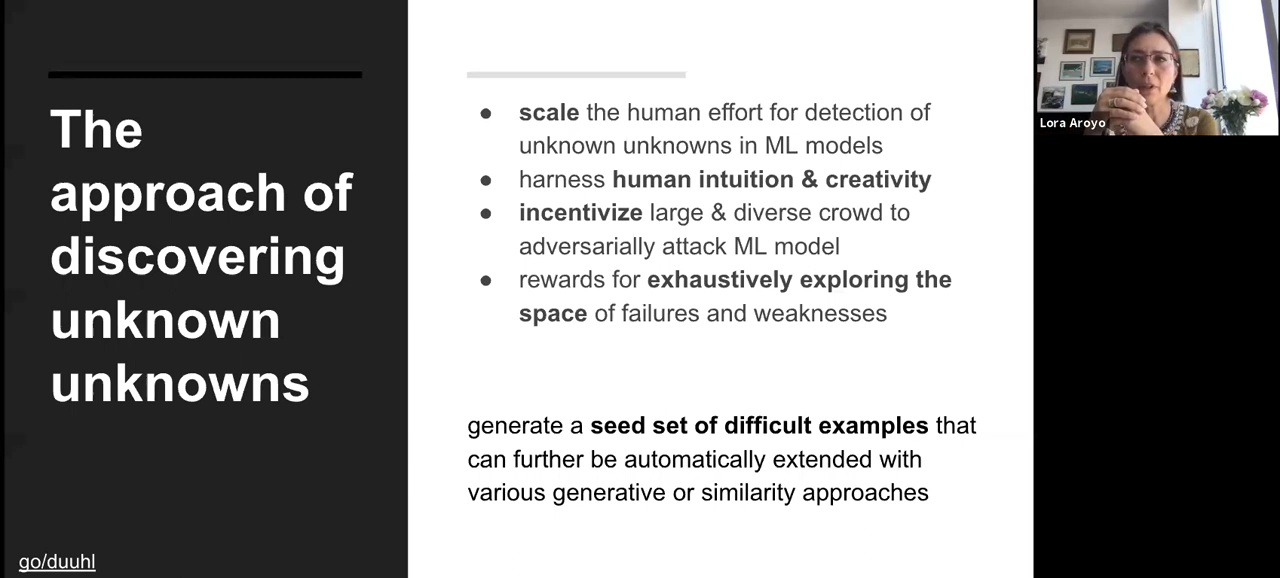 The
approach of
discovering
unknown
unknowns
go/duuhl
● scale the human effort for detection of
unknown unknowns in ML models
● harness human intuition & creativity
● incentivize large & diverse crowd to
adversarially attack ML model
● rewards for exhaustively exploring the
space of failures and weaknesses
generate a seed set of difficult examples that
can further be automatically extended with
various generative or similarity approaches
Lora Aroyo